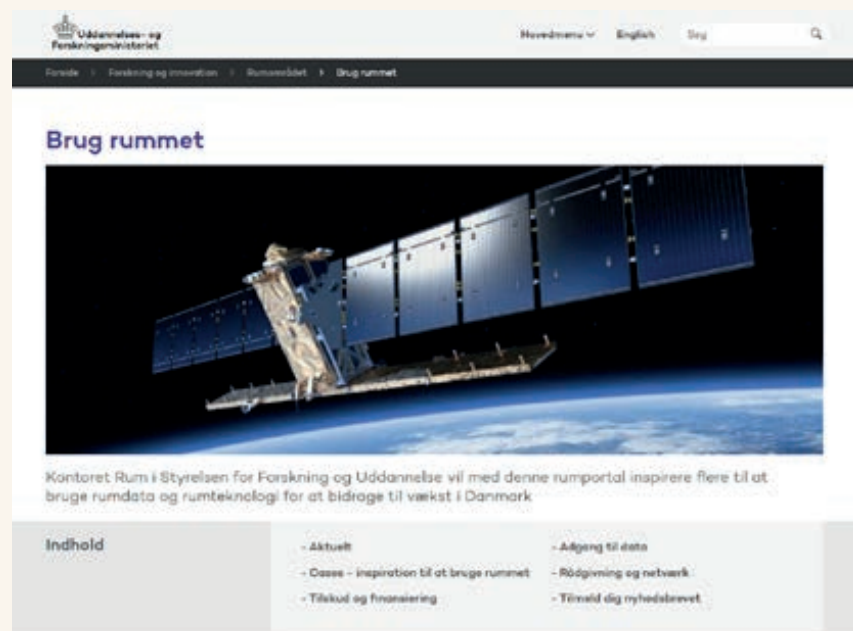 Uddannelses- og
Forskningsministeriet
Hovedmenu English Søg
Forside > Forskning og innovation > Rumområdet > Brug rummet
Brug rummet
Kontoret Rum i Styrelsen for Forskning og Uddannelse vil med denne rumportal inspirere flere til at
bruge rumdata og rumteknologi for at bidrage til vækst i Danmark
Indhold
- Aktuelt
- Cases - inspiration til at bruge rummet
- Tilskud og finansiering
- Adgang til data
- Rådgivning og netværk
- Tilmeld dig nyhedsbrevet